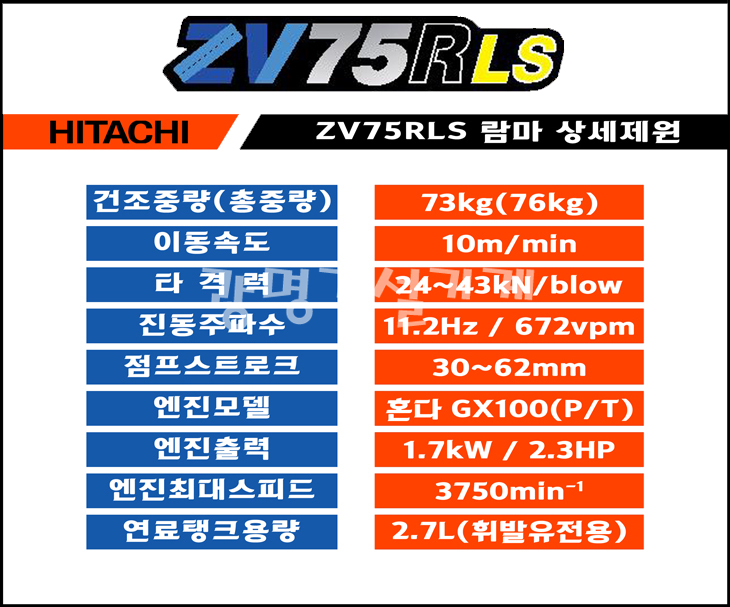 ZV75RLS
HITACHI ZV75RLS 람마 상세제원
건조중량(총중량) 73kg(76kg)
이동속도 10m/min
타 격 력 24~43kN/blow
진동주파수 11.2Hz / 672vpm
점프스트로크 30~62mm
엔진모델 혼다 GX100(P/T)
엔진출력 1.7kW / 2.3HP
엔진최대스피드 3750min⁻¹
연료탱크용량 2.7L(휘발유전용)
광명건설기계